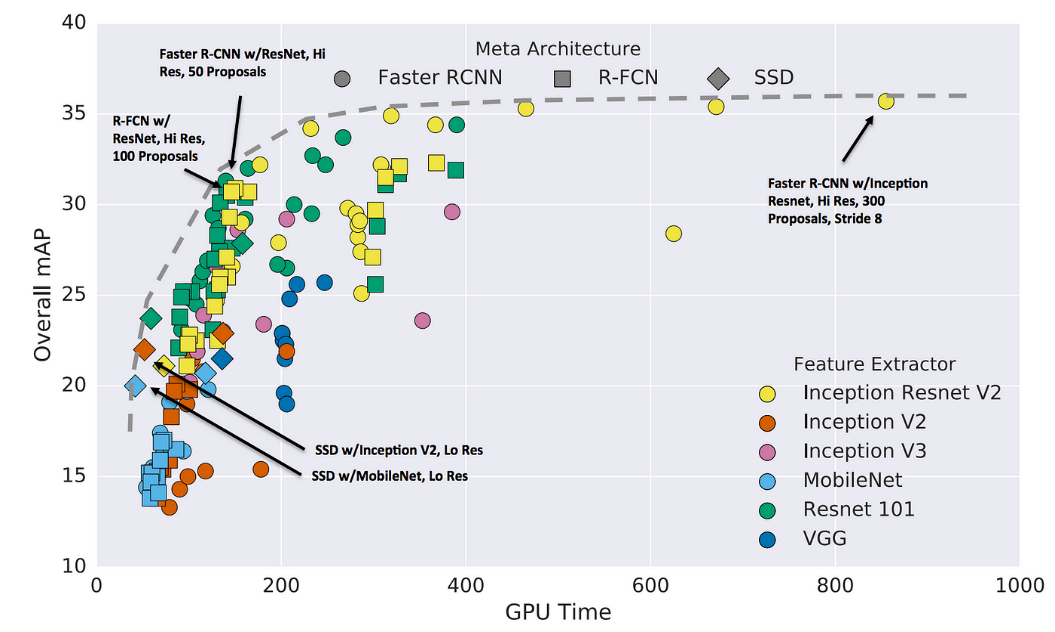 40
35
30
25
20
15
10
Overall mAP
0
200
400
600
800
1000
GPU Time
Meta Architecture
Faster RCNN
R-FCN
SSD
Faster R-CNN w/ResNet, Hi
Res, 50 Proposals
R-FCN w/
ResNet, Hi Res,
100 Proposals
Faster R-CNN w/Inception
Resnet, Hi Res, 300
Proposals, Stride 8
SSD w/Inception V2, Lo Res
SSD w/MobileNet, Lo Res
Feature Extractor
Inception Resnet V2
Inception V2
Inception V3
MobileNet
Resnet 101
VGG